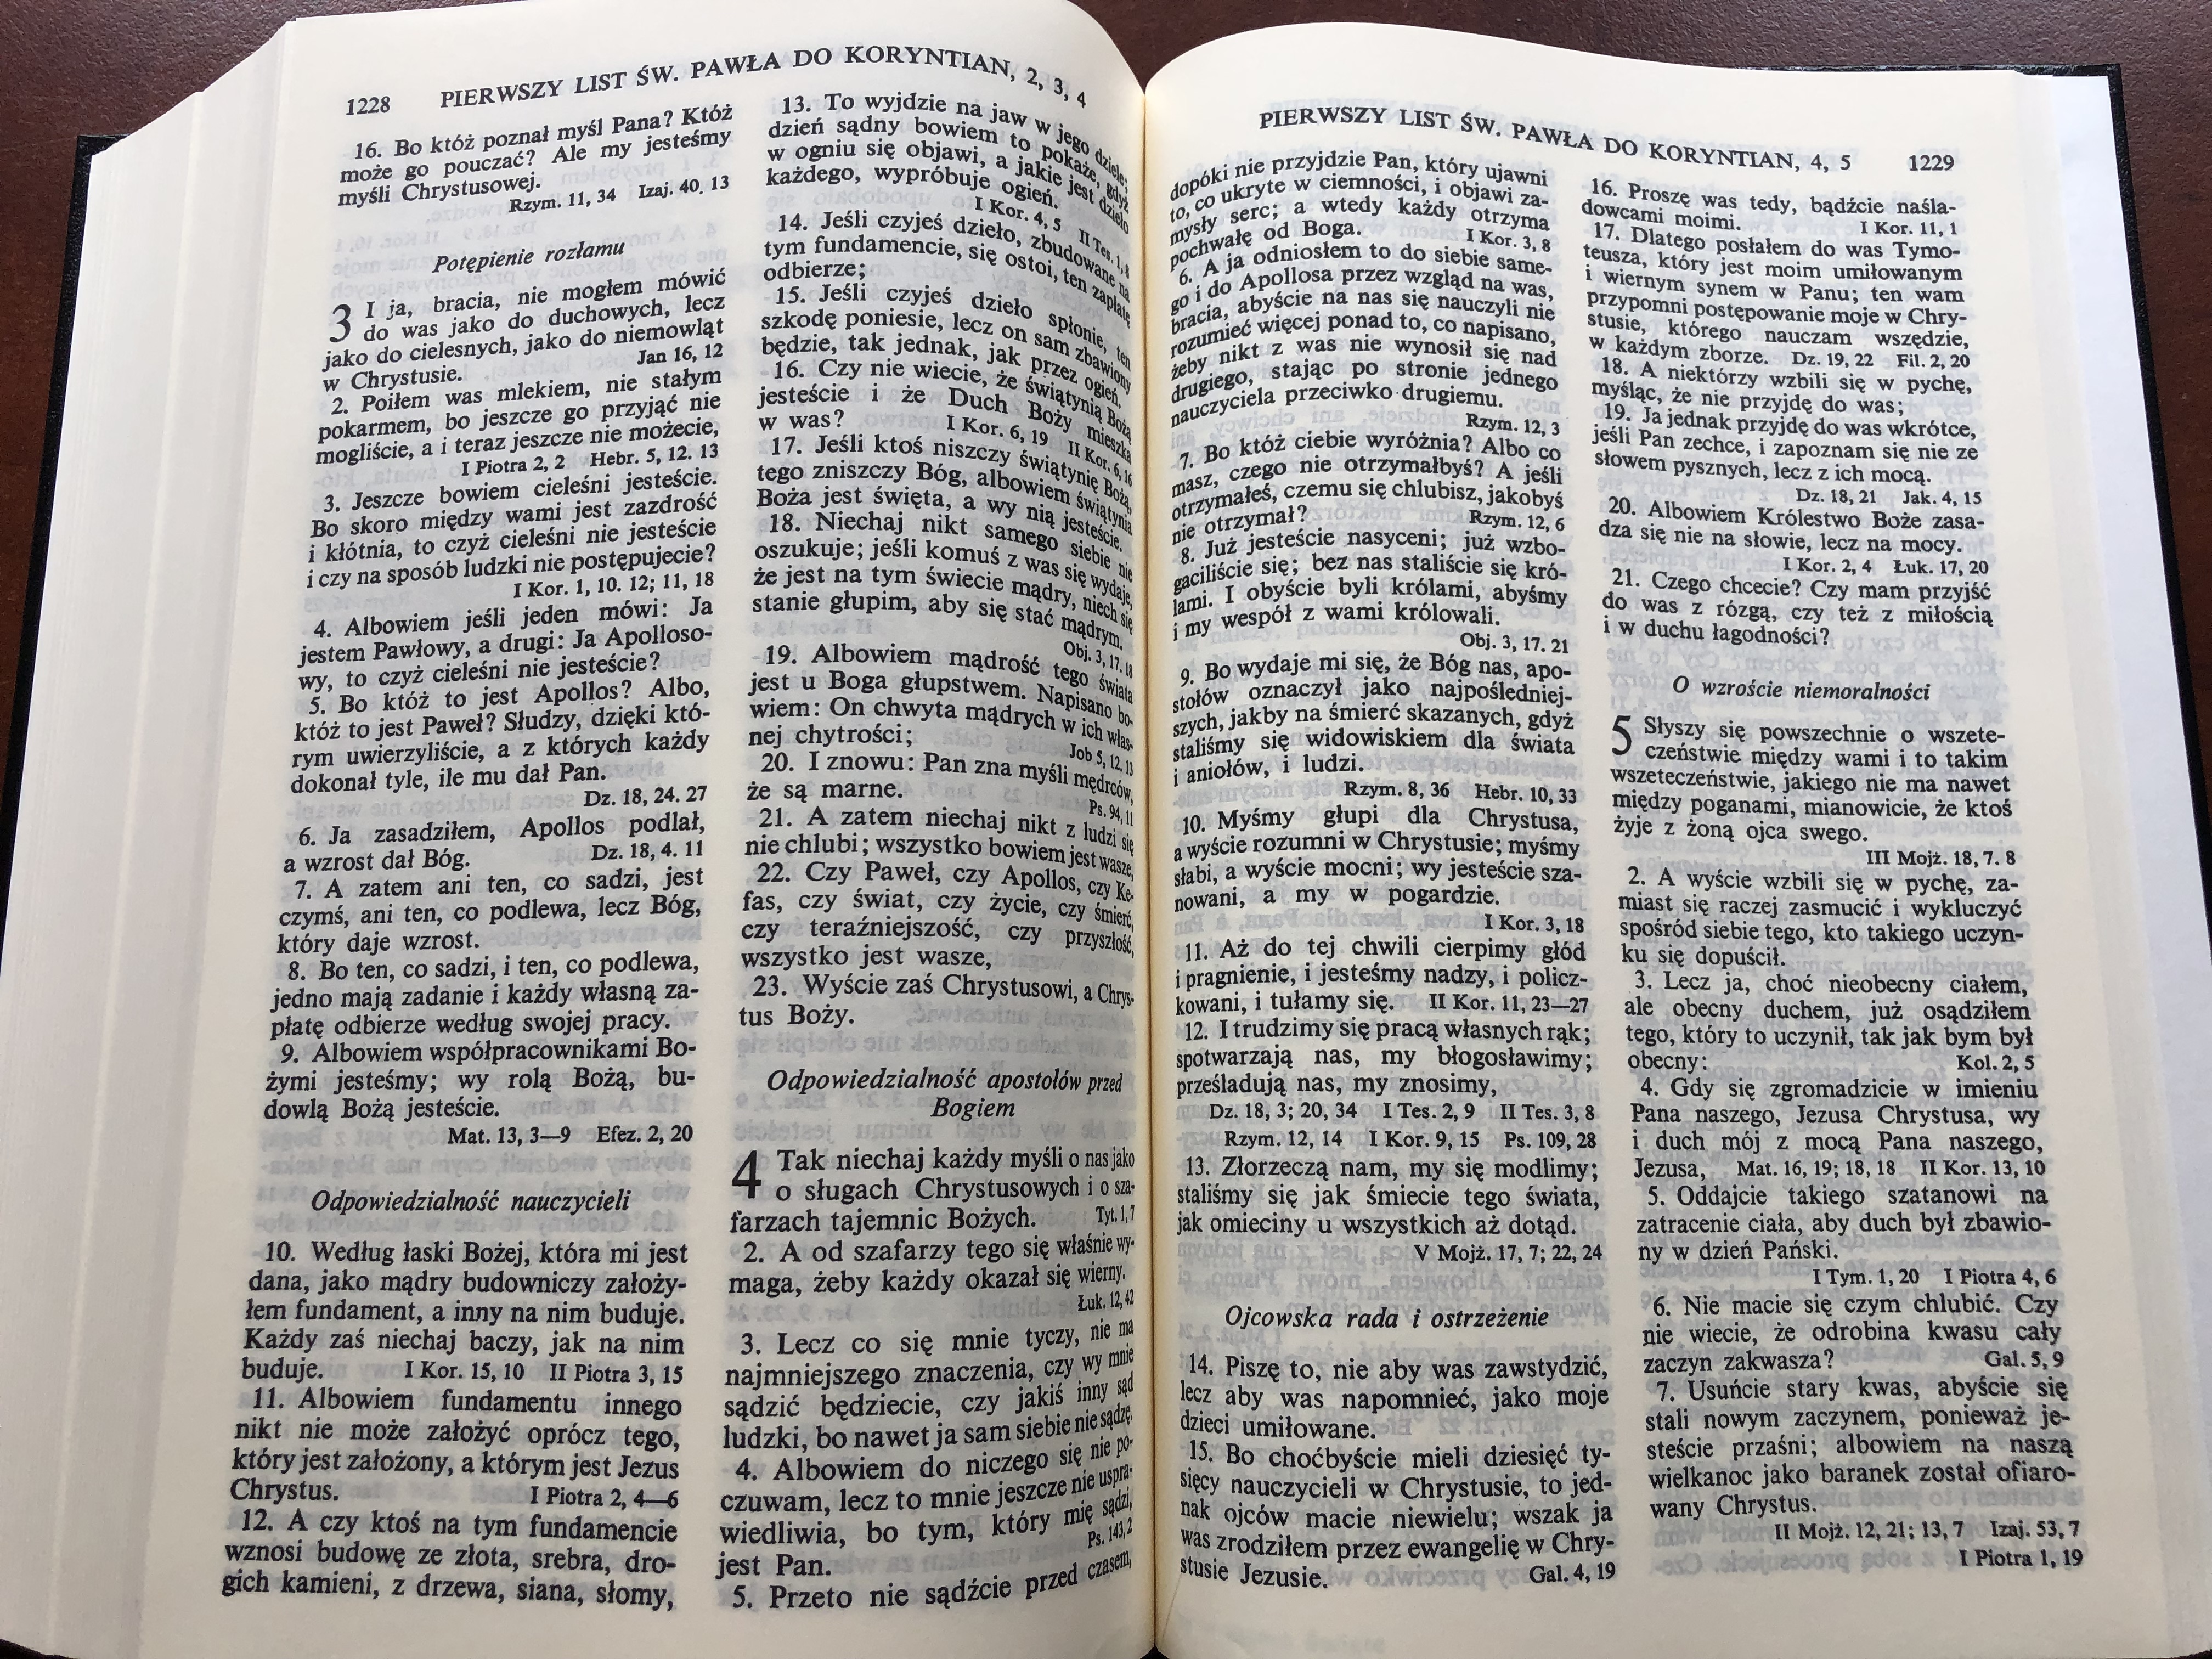 1228 PIERWSZY LIST ŚW. PAWŁA DO KORYNTIAN, 2, 3, 4
16. Bo któż poznał myśl Pana? Któż
może go pouczać? Ale my jesteśmy
myśli Chrystusowej.
Rzym. 11, 34 Izaj. 40, 13
Potępienie rozłamu
3 I ja, bracia, nie mogłem mówić
do was jako do duchowych, lecz
jako do cielesnych, jako do niemowląt
w Chrystusie. Jan 16, 12
2. Poiłem was mlekiem, nie stałym
pokarmem, bo jeszcze go przyjąć nie
mogliście, a i teraz jeszcze nie możecie,
I Piotra 2, 2 Hebr. 5, 12. 13
3. Jeszcze bowiem cieleśni jesteście.
Bo skoro między wami jest zazdrość
i kłótnia, to czyż cieleśni nie jesteście
i czy na sposób ludzki nie postępujecie?
I Kor. 1, 10. 12; 11, 18
4. Albowiem jeśli jeden mówi: Ja
jestem Pawłowy, a drugi: Ja Apolloso-
wy, to czyż cieleśni nie jesteście?
5. Bo któż to jest Apollos? Albo,
któż to jest Paweł? Słudzy, dzięki któ-
rym uwierzyliście, a z których każdy
dokonał tyle, ile mu dał Pan.
Dz. 18, 24. 27
6. Ja zasadziłem, Apollos podlał,
a wzrost dał Bóg. Dz. 18, 4. 11
7. A zatem ani ten, co sadzi, jest
czymś, ani ten, co podlewa, lecz Bóg,
który daje wzrost.
8. Bo ten, co sadzi, i ten, co podlewa,
jedno mają zadanie i każdy własną za-
płatę odbierze według swojej pracy.
9. Albowiem współpracownikami Bo-
żymi jesteśmy; wy rolą Bożą, bu-
dowlą Bożą jesteście.
Mat. 13, 3—9 Efez. 2, 20
Odpowiedzialność nauczycieli
10. Według łaski Bożej, która mi jest
dana, jako mądry budowniczy założy-
łem fundament, a inny na nim buduje.
Każdy zaś niechaj baczy, jak na nim
buduje. I Kor. 15, 10 II Piotra 3, 15
11. Albowiem fundamentu innego
nikt nie może założyć oprócz tego,
który jest założony, a którym jest Jezus
Chrystus. I Piotra 2, 4—6
12. A czy ktoś na tym fundamencie
wznosi budowę ze złota, srebra, dro-
gich kamieni, z drzewa, siana, słomy,
13. To wyjdzie na jaw w jego dziele;
dzień sądny bowiem to pokaże, gdyż
w ogniu się objawi, a jakie jest dzieło
każdego, wypróbuje ogień.
I Kor. 4, 5 II Tes. 1, 8
14. Jeśli czyjeś dzieło, zbudowane na
tym fundamencie, się ostoi, ten zapłatę
odbierze;
15. Jeśli czyjeś dzieło spłonie, ten
szkodę poniesie, lecz on sam zbawiony
będzie, tak jednak, jak przez ogień.
16. Czy nie wiecie, że świątynią Bożą
jesteście i że Duch Boży mieszka
w was? I Kor. 6, 19 II Kor. 6, 16
17. Jeśli ktoś niszczy świątynię Bożą,
tego zniszczy Bóg, albowiem świątynia
Boża jest święta, a wy nią jesteście.
18. Niechaj nikt samego siebie nie
oszukuje; jeśli komuś z was się wydaje,
że jest na tym świecie mądry, niech się
stanie głupim, aby się stać mądrym.
Obj. 3, 17. 18
19. Albowiem mądrość tego świata
jest u Boga głupstwem. Napisano bo-
wiem: On chwyta mądrych w ich włas-
nej chytrości; Job 5, 12. 13
20. I znowu: Pan zna myśli mędrców,
że są marne. Ps. 94, 11
21. A zatem niechaj nikt z ludzi się
nie chlubi; wszystko bowiem jest wasze,
22. Czy Paweł, czy Apollos, czy Ke-
fas, czy świat, czy życie, czy śmierć,
czy teraźniejszość, czy przyszłość,
wszystko jest wasze,
23. Wyście zaś Chrystusowi, a Chrys-
tus Boży.
Odpowiedzialność apostołów przed
Bogiem
4 Tak niechaj każdy myśli o nas jako
o sługach Chrystusowych i o sza-
farzach tajemnic Bożych. Tyt. 1, 7
2. A od szafarzy tego się właśnie wy-
maga, żeby każdy okazał się wierny.
Łuk. 12, 42
3. Lecz co się mnie tyczy, nie ma
najmniejszego znaczenia, czy wy mnie
sądzić będziecie, czy jakiś inny sąd
ludzki, bo nawet ja sam siebie nie sądzę.
4. Albowiem do niczego się nie po-
czuwam, lecz to mnie jeszcze nie uspra-
wiedliwia, bo tym, który mię sądzi,
jest Pan. Ps. 143, 2
5. Przeto nie sądźcie przed czasem,
PIERWSZY LIST ŚW. PAWŁA DO KORYNTIAN, 4, 5 1229
dopóki nie przyjdzie Pan, który ujawni
to, co ukryte w ciemności, i objawi za-
mysły serc; a wtedy każdy otrzyma
pochwałę od Boga. I Kor. 3, 8
6. A ja odniosłem to do siebie same-
go i do Apollosa przez wzgląd na was,
bracia, abyście na nas się nauczyli nie
rozumieć więcej ponad to, co napisano,
żeby nikt z was nie wynosił się nad
drugiego, stając po stronie jednego
nauczyciela przeciwko drugiemu.
Rzym. 12, 3
7. Bo któż ciebie wyróżnia? Albo co
masz, czego nie otrzymałbyś? A jeśli
otrzymałeś, czemu się chlubisz, jakobyś
nie otrzymał? Rzym. 12, 6
8. Już jesteście nasyceni; już wzbo-
gaciliście się; bez nas staliście się kró-
lami. I obyście byli królami, abyśmy
i my wespół z wami królowali.
Obj. 3, 17. 21
9. Bo wydaje mi się, że Bóg nas, apo-
stołów oznaczył jako najpośledniej-
szych, jakby na śmierć skazanych, gdyż
staliśmy się widowiskiem dla świata
i aniołów, i ludzi.
Rzym. 8, 36 Hebr. 10, 33
10. Myśmy głupi dla Chrystusa,
a wyście rozumni w Chrystusie; myśmy
słabi, a wyście mocni; wy jesteście sza-
nowani, a my w pogardzie.
I Kor. 3, 18
11. Aż do tej chwili cierpimy głód
i pragnienie, i jesteśmy nadzy, i policz-
kowani, i tułamy się. II Kor. 11, 23—27
12. I trudzimy się pracą własnych rąk;
spotwarzają nas, my błogosławimy;
prześladują nas, my znosimy,
Dz. 18, 3; 20, 34 I Tes. 2, 9 II Tes. 3, 8
Rzym. 12, 14 I Kor. 9, 15 Ps. 109, 28
13. Złorzeczą nam, my się modlimy;
staliśmy się jak śmiecie tego świata,
jak omieciny u wszystkich aż dotąd.
V Mojż. 17, 7; 22, 24
Ojcowska rada i ostrzeżenie
14. Piszę to, nie aby was zawstydzić,
lecz aby was napomnieć, jako moje
dzieci umiłowane.
15. Bo choćbyście mieli dziesięć ty-
sięcy nauczycieli w Chrystusie, to jed-
nak ojców macie niewielu; wszak ja
was zrodziłem przez ewangelię w Chry-
stusie Jezusie. Gal. 4, 19
16. Proszę was tedy, bądźcie naśla-
dowcami moimi. I Kor. 11, 1
17. Dlatego posłałem do was Tymo-
teusza, który jest moim umiłowanym
i wiernym synem w Panu; ten wam
przypomni postępowanie moje w Chry-
stusie, którego nauczam wszędzie,
w każdym zborze. Dz. 19, 22 Fil. 2, 20
18. A niektórzy wzbili się w pychę,
myśląc, że nie przyjdę do was;
19. Ja jednak przyjdę do was wkrótce,
jeśli Pan zechce, i zapoznam się nie ze
słowem pysznych, lecz z ich mocą.
Dz. 18, 21 Jak. 4, 15
20. Albowiem Królestwo Boże zasa-
dza się nie na słowie, lecz na mocy.
I Kor. 2, 4 Łuk. 17, 20
21. Czego chcecie? Czy mam przyjść
do was z rózgą, czy też z miłością
i w duchu łagodności?
O wzroście niemoralności
5 Słyszy się powszechnie o wszete-
czeństwie między wami i to takim
wszeteczeństwie, jakiego nie ma nawet
między poganami, mianowicie, że ktoś
żyje z żoną ojca swego.
III Mojż. 18, 7. 8
2. A wyście wzbili się w pychę, za-
miast się raczej zasmucić i wykluczyć
spośród siebie tego, kto takiego uczyn-
ku się dopuścił.
3. Lecz ja, choć nieobecny ciałem,
ale obecny duchem, już osądziłem
tego, który to uczynił, tak jak bym był
obecny: Kol. 2, 5
4. Gdy się zgromadzicie w imieniu
Pana naszego, Jezusa Chrystusa, wy
i duch mój z mocą Pana naszego,
Jezusa, Mat. 16, 19; 18, 18 II Kor. 13, 10
5. Oddajcie takiego szatanowi na
zatracenie ciała, aby duch był zbawio-
ny w dzień Pański.
I Tym. 1, 20 I Piotra 4, 6
6. Nie macie się czym chlubić. Czy
nie wiecie, że odrobina kwasu cały
zaczyn zakwasza? Gal. 5, 9
7. Usuńcie stary kwas, abyście się
stali nowym zaczynem, ponieważ je-
steście przaśni; albowiem na naszą
wielkanoc jako baranek został ofiaro-
wany Chrystus.
II Mojż. 12, 21; 13, 7 Izaj. 53, 7
I Piotra 1, 19